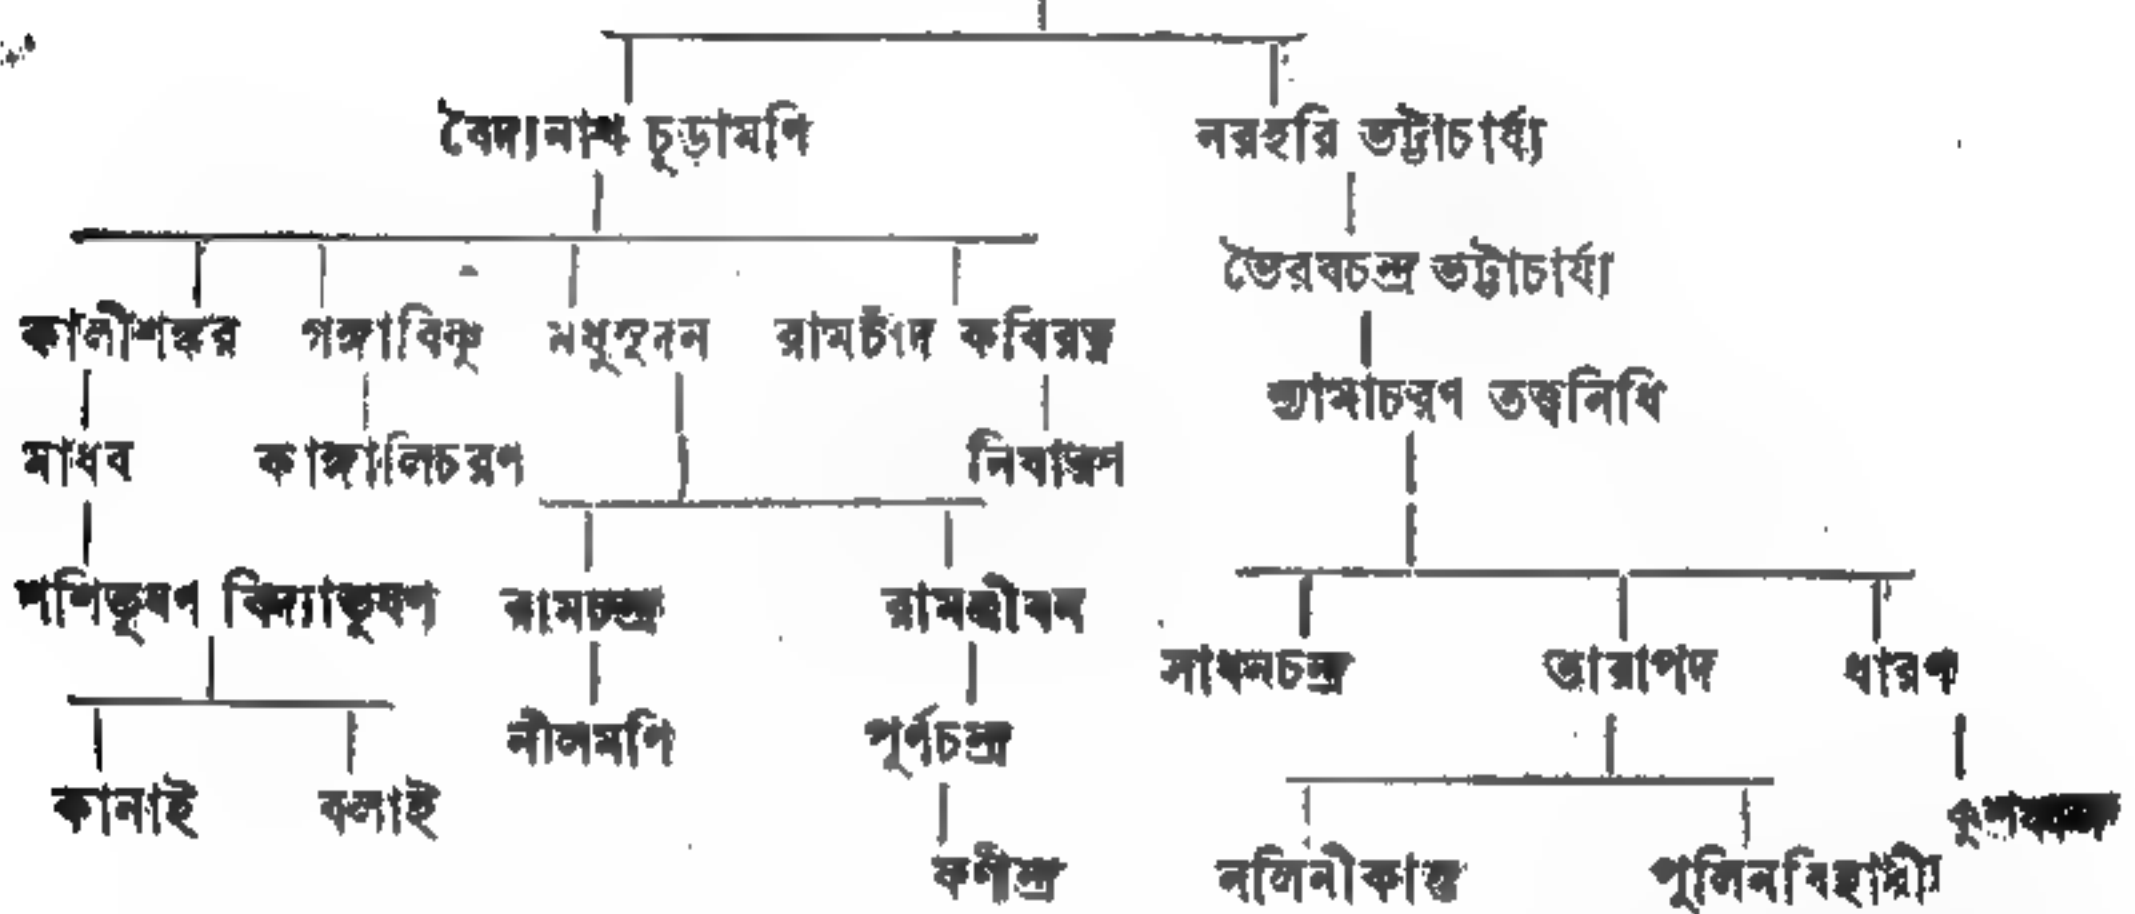 বৈদ্যনাথ চূড়ামণি নরহরি ভট্টাচার্য্য
ভৈরবচন্দ্র ভট্টাচার্য্য
কালীশঙ্কর গঙ্গাবিষ্ণু মধুসূদন রামচাঁদ কবিরত্ন
শ্যামাচরণ তত্ত্বনিধি
মাধব কাঙ্গালিচরণ নিবারণ
শশিভূষণ বিদ্যাভূষণ রামচন্দ্র রামজীবন
সাধনচন্দ্র তারাপদ ধারণ
নীলমণি পূর্ণচন্দ্র
কানাই বলাই
ফণীন্দ্র নলিনীকান্ত পুলিনবিহারী